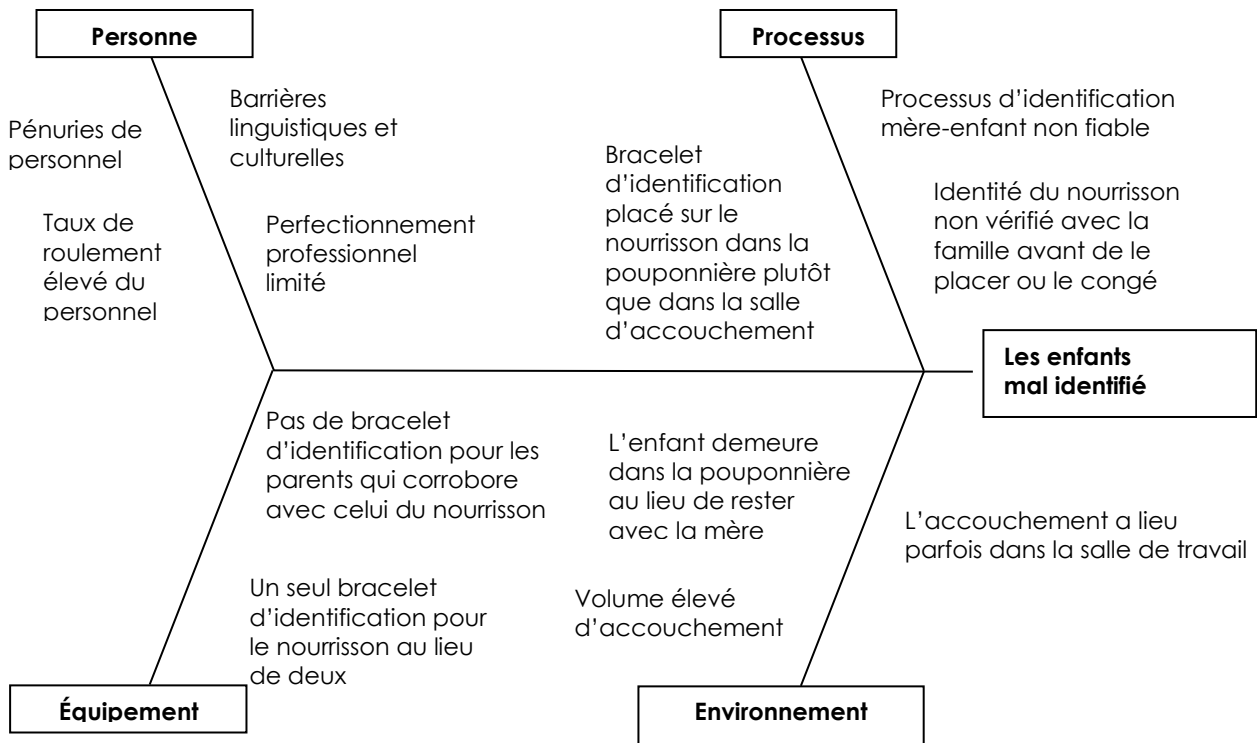 Personne
Processus
Pénuries de
personnel
Barrières
linguistiques et
culturelles
Taux de
roulement
élevé du
personnel
Perfectionnement
professionnel
limité
Bracelet
d'identification
placé sur le
nourrisson dans la
pouponnière plutôt
que dans la salle
d'accouchement
Processus d'identification
mère-enfant non fiable
Identité du nourrisson
non vérifié avec la
famille avant de le
placer ou le congé
Les enfants
mal identifié
Pas de bracelet
d'identification pour les
parents qui corrobore
avec celui du nourrisson
Un seul bracelet
d'identification pour
le nourrisson au lieu
de deux
L'enfant demeure
dans la pouponnière
au lieu de rester
avec la mère
Volume élevé
d'accouchement
L'accouchement a lieu
parfois dans la salle de travail
Équipement
Environnement